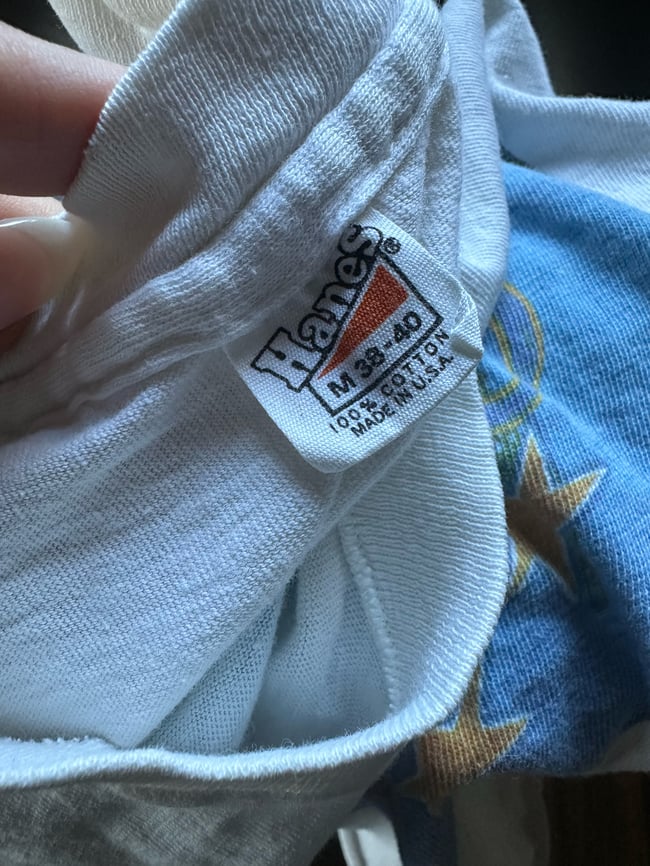 Hanes®
M 38-40
100% COTTON
MADE IN U.S.A.